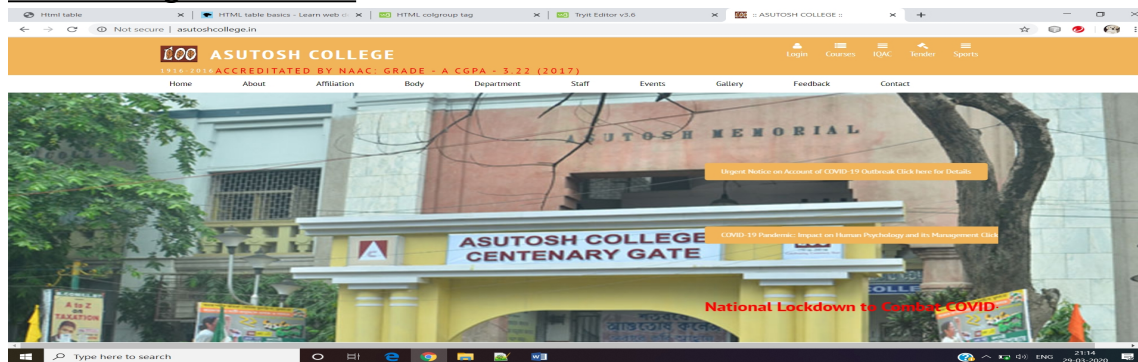 Html table
HTML table basics - Learn web d
HTML colgroup tag
Tryit Editor v3.6
:: ASUTOSH COLLEGE ::
Not secure | asutoshcollege.in
ASUTOSH COLLEGE
1916-2016 ACCREDITATED BY NAAC: GRADE - A CGPA - 3.22 (2017)
Login Courses IQAC Tender Sports
Home About Affiliation Body Department Staff Events Gallery Feedback Contact
ASUTOSH MEMORIAL
Urgent Notice on Account of COVID-19 Outbreak Click here for Details
COVID-19 Pandemic: Impact on Human Psychology and its Management Click
ASUTOSH COLLEGE
CENTENARY GATE
National Lockdown to Combat COVID-
A to Z
on
TAXATION
Type here to search
ENG
21:14
29-03-2020